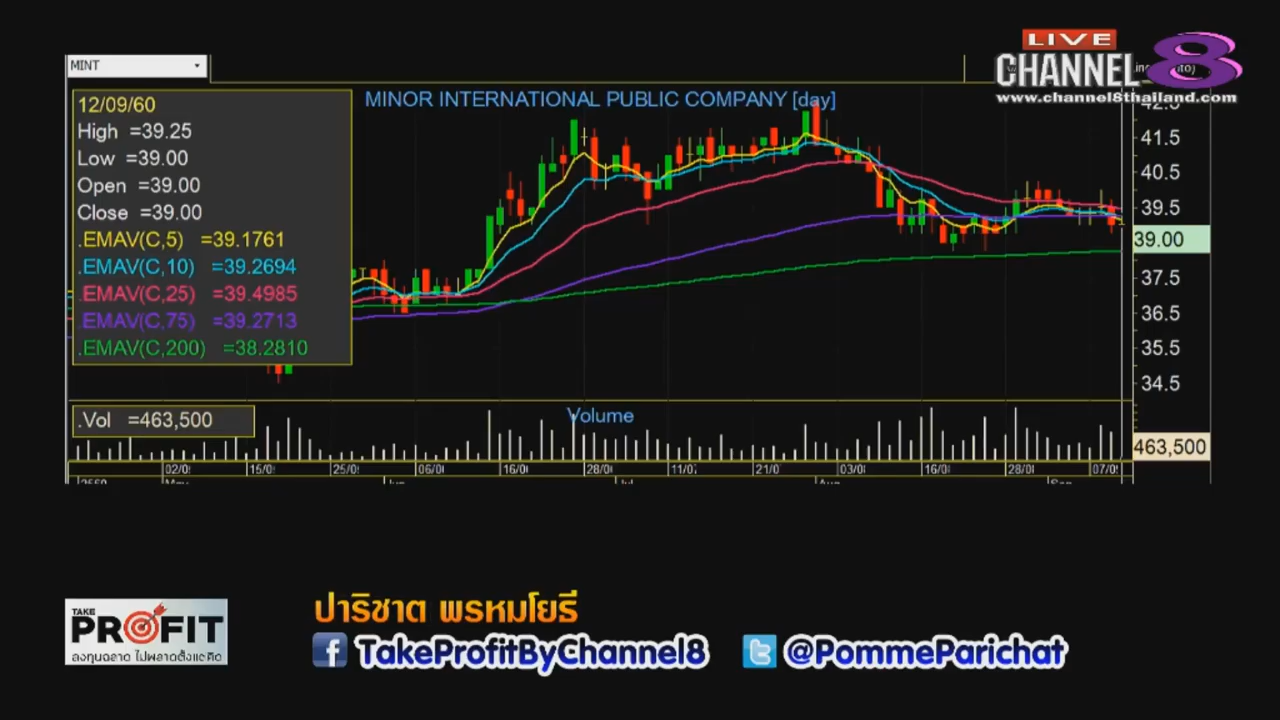 LIVE
CHANNEL 8
www.channel8thailand.com
MINT
MINOR INTERNATIONAL PUBLIC COMPANY [day]
12/09/60
High =39.25
Low =39.00
Open =39.00
Close =39.00
.EMAV(C,5) =39.1761
.EMAV(C,10) =39.2694
.EMAV(C,25) =39.4985
.EMAV(C,75) =39.2713
.EMAV(C,200) =38.2810
42.5
41.5
40.5
39.5
39.00
37.5
36.5
35.5
34.5
.Vol =463,500
Volume
463,500
02/0
15/0
25/0
06/0
16/0
28/0
11/0
21/0
03/0
16/0
28/0
07/0
TAKE
PROFIT
ลงทุนฉลาด ไม่พลาดตั้งแต่คิด
ปาริชาต พรหมโยธี
TakeProfitByChannel8
@PommeParichat